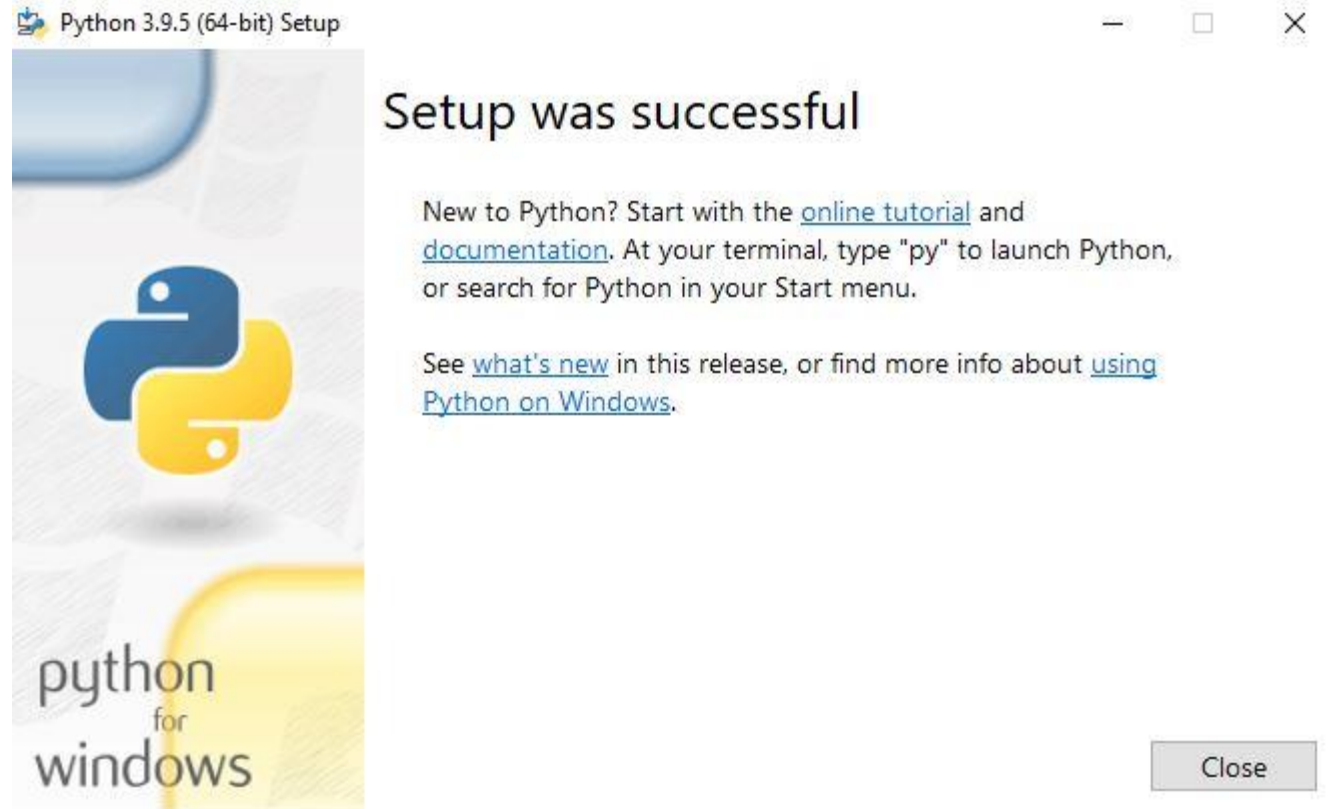 Python 3.9.5 (64-bit) Setup
Setup was successful
New to Python? Start with the online tutorial and
documentation. At your terminal, type "py" to launch Python,
or search for Python in your Start menu.
See what's new in this release, or find more info about using
Python on Windows.
python
for
windows
Close